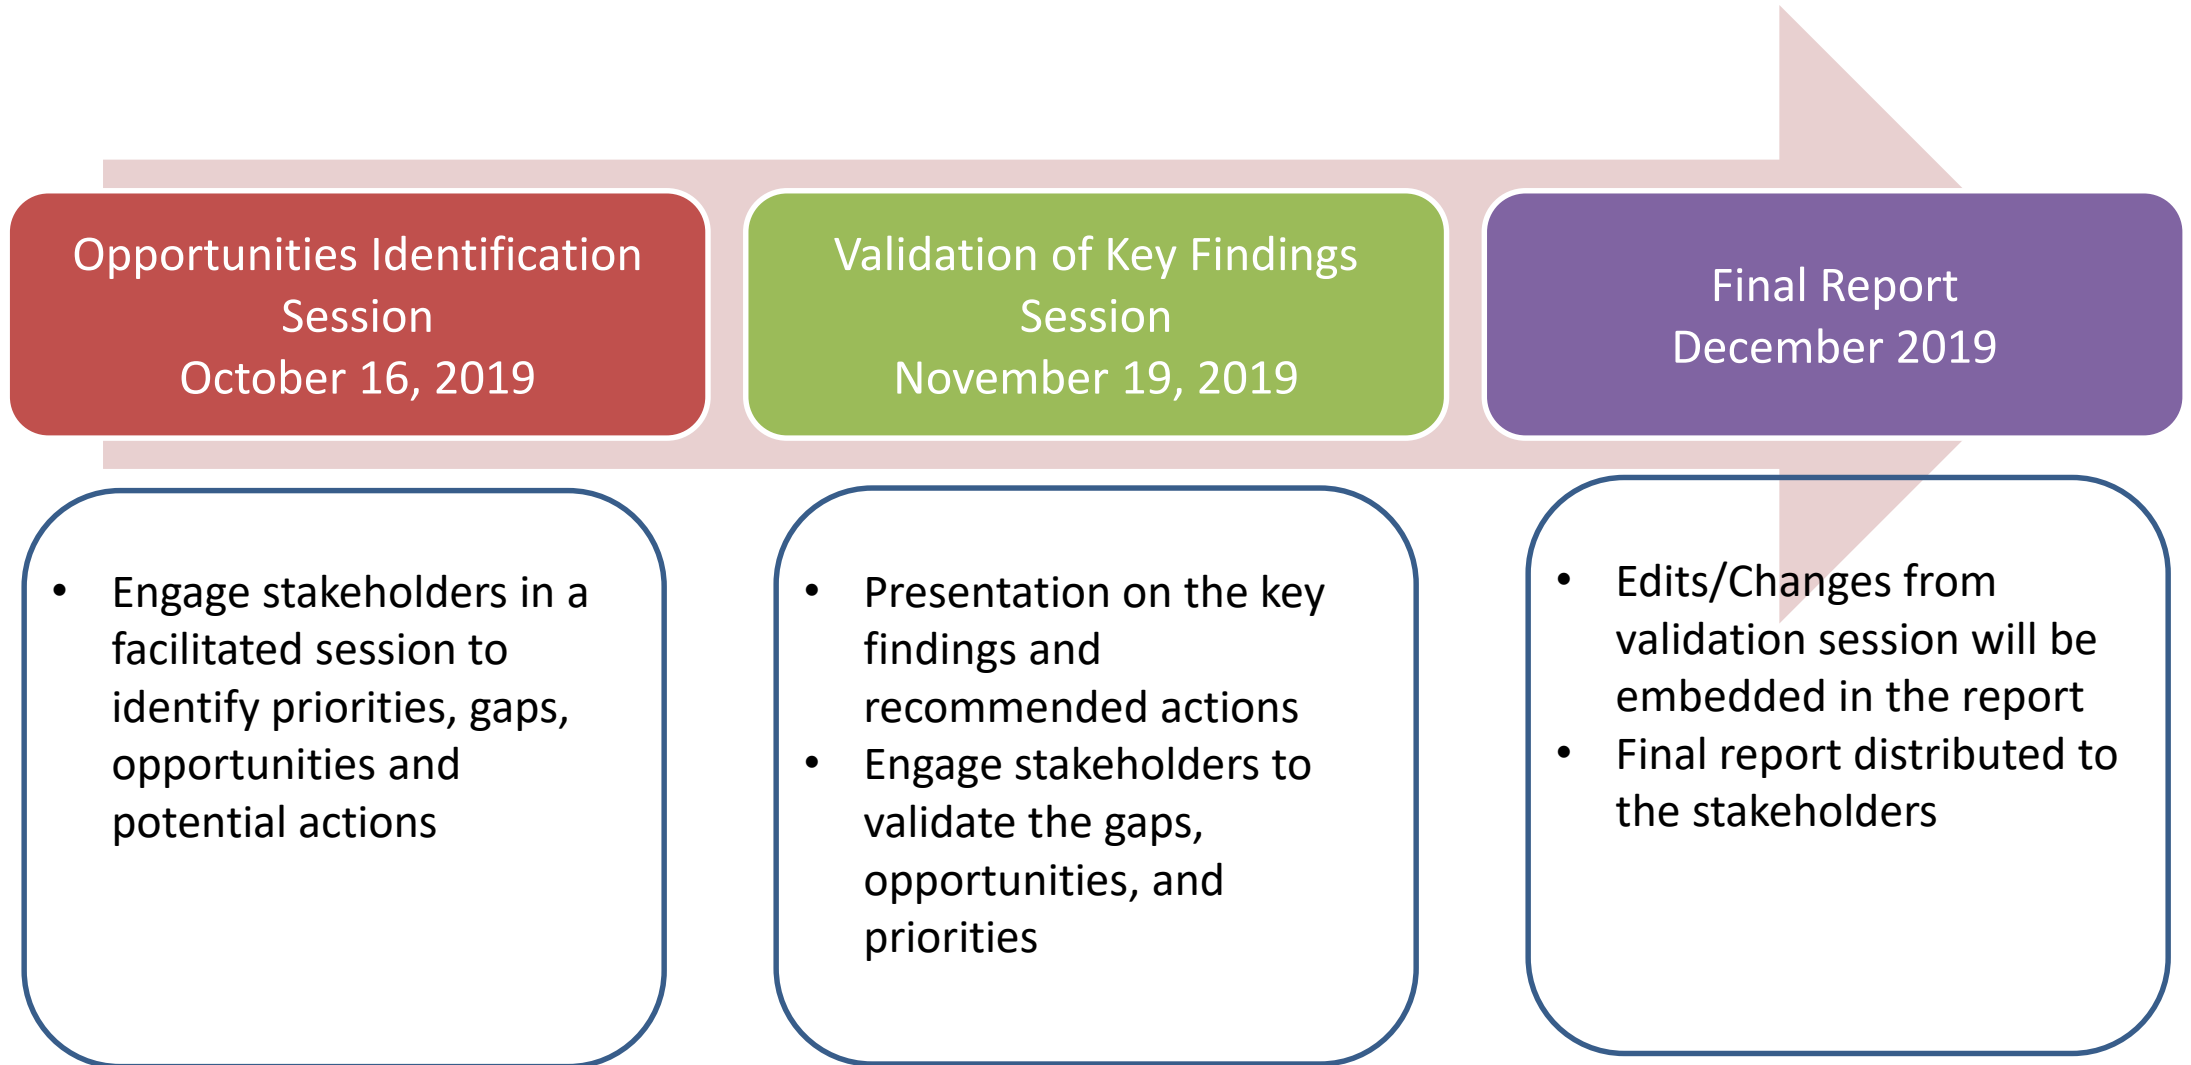 Opportunities Identification
Session
October 16, 2019
Validation of Key Findings
Session
November 19, 2019
Final Report
December 2019
• Engage stakeholders in a
facilitated session to
identify priorities, gaps,
opportunities and
potential actions
• Presentation on the key
findings and
recommended actions
• Engage stakeholders to
validate the gaps,
opportunities, and
priorities
• Edits/Changes from
validation session will be
embedded in the report
• Final report distributed to
the stakeholders